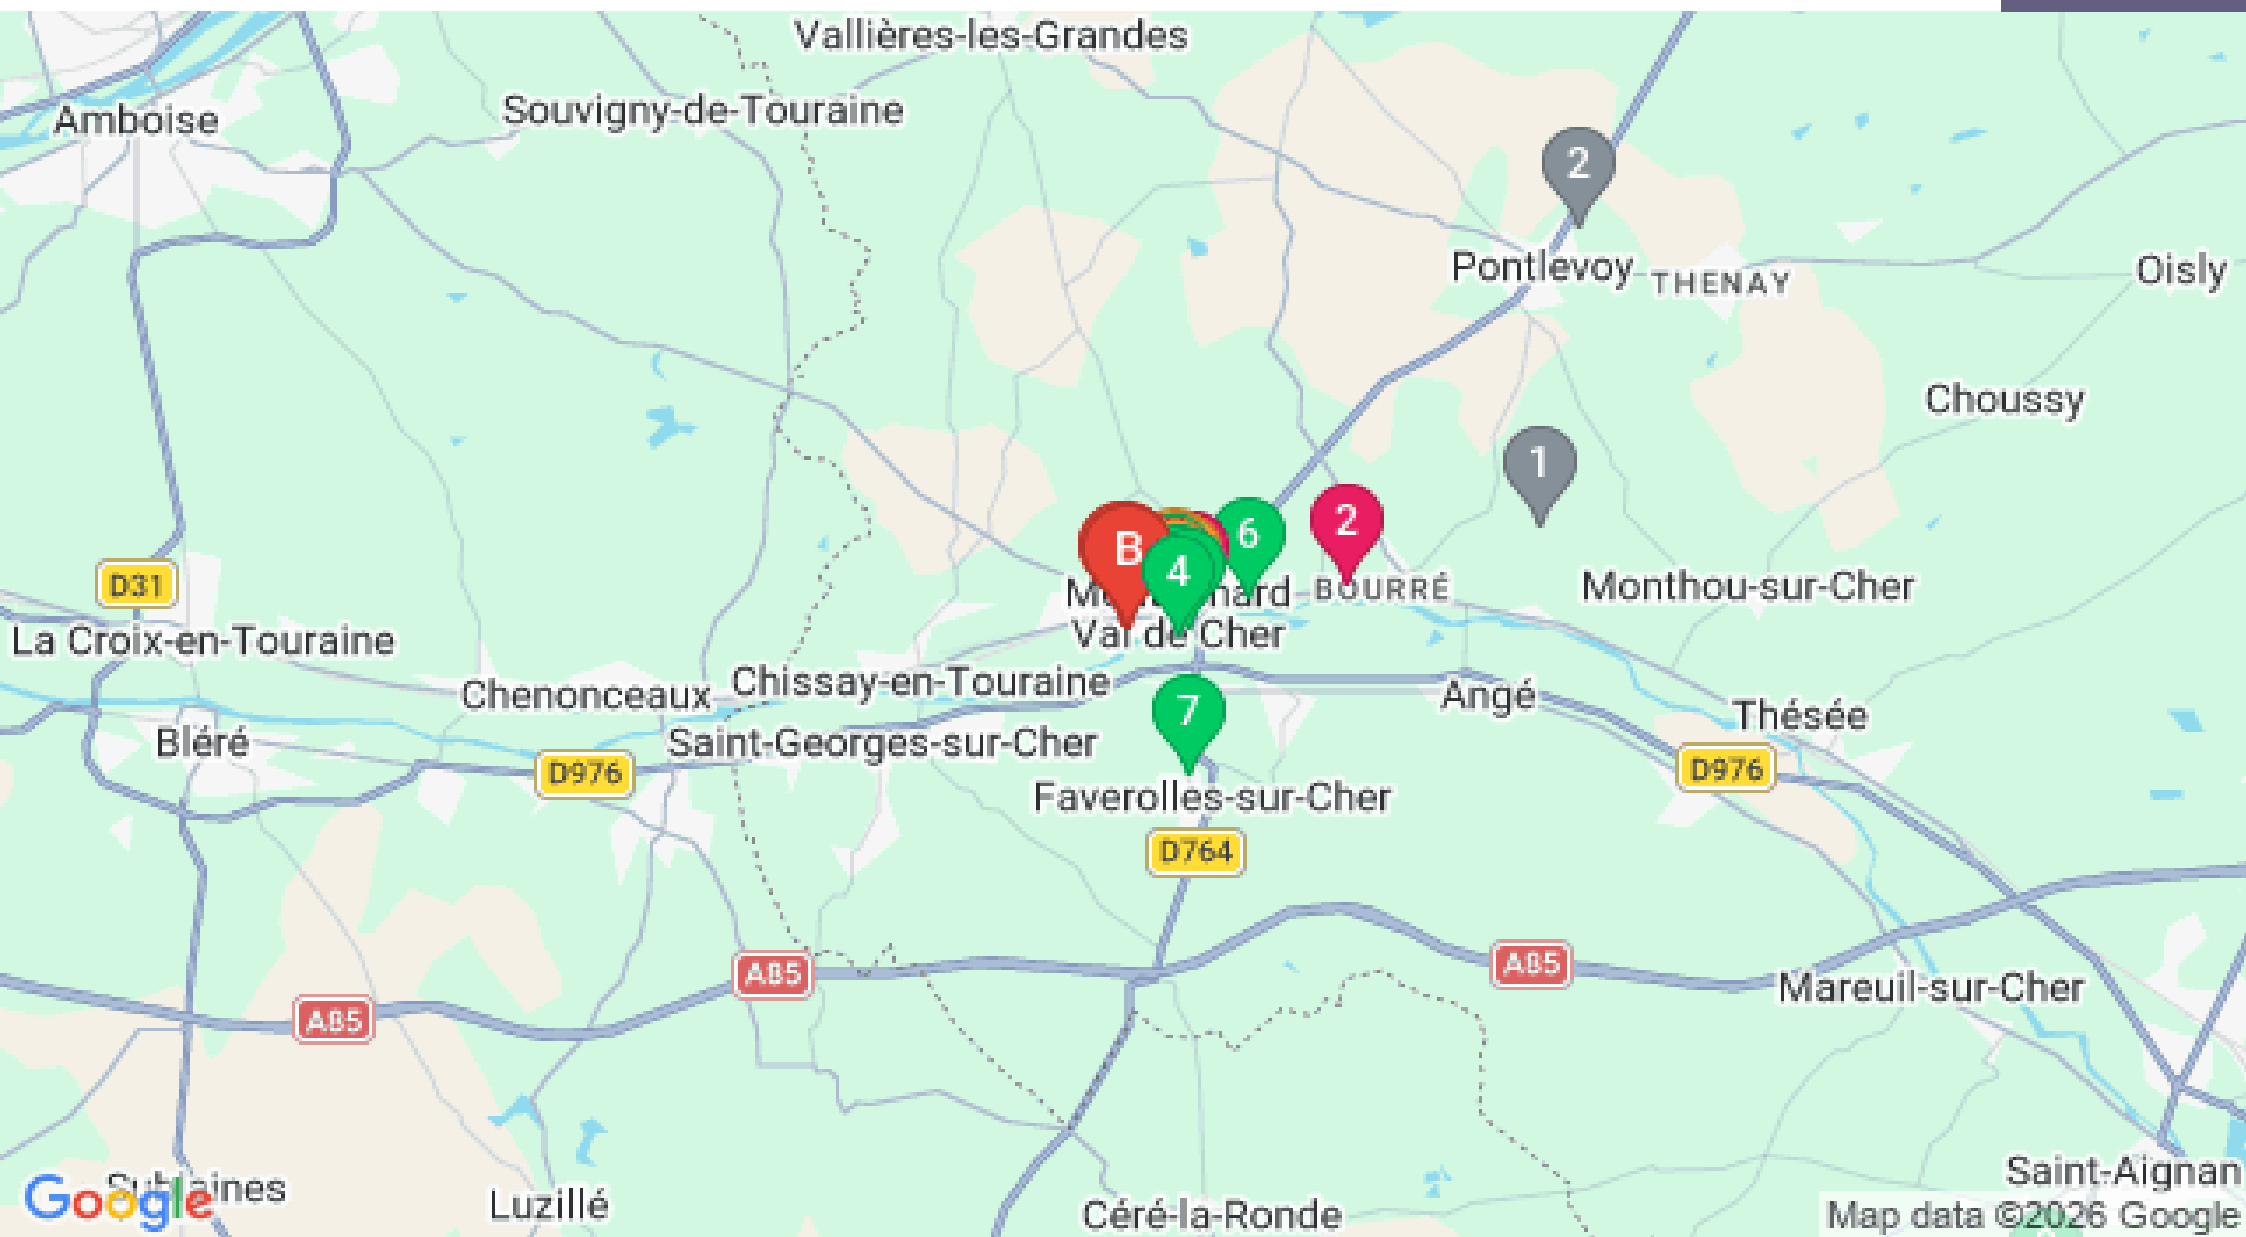 Vallières-les-Grandes
Souvigny-de-Touraine
Amboise
2
Pontlevoy
THENAY
Oisly
Choussy
1
2
6
B
4
BOURRÉ
Monthou-sur-Cher
D31
Val de Cher
La Croix-en-Touraine
Chissay-en-Touraine
Chenonceaux
Angé
7
Thésée
Bléré
Saint-Georges-sur-Cher
D976
D976
Faverolles-sur-Cher
D764
A85
A85
Mareuil-sur-Cher
A85
Saint-Aignan
Google
Luzillé
Céré-la-Ronde
Map data ©2026 Google